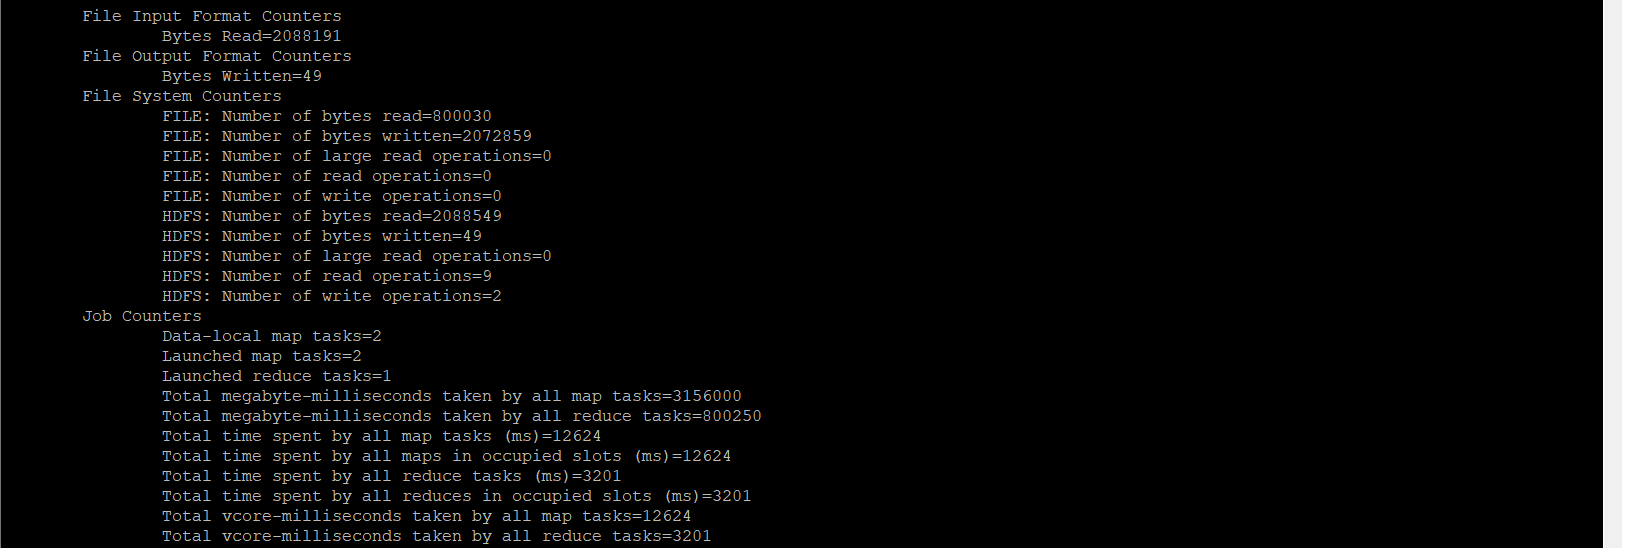 File Input Format Counters
Bytes Read=2088191
File Output Format Counters
Bytes Written=49
File System Counters
FILE: Number of bytes read=800030
FILE: Number of bytes written=2072859
FILE: Number of large read operations=0
FILE: Number of read operations=0
FILE: Number of write operations=0
HDFS: Number of bytes read=2088549
HDFS: Number of bytes written=49
HDFS: Number of large read operations=0
HDFS: Number of read operations=9
HDFS: Number of write operations=2
Job Counters
Data-local map tasks=2
Launched map tasks=2
Launched reduce tasks=1
Total megabyte-milliseconds taken by all map tasks=3156000
Total megabyte-milliseconds taken by all reduce tasks=800250
Total time spent by all map tasks (ms)=12624
Total time spent by all maps in occupied slots (ms)=12624
Total time spent by all reduce tasks (ms)=3201
Total time spent by all reduces in occupied slots (ms)=3201
Total vcore-milliseconds taken by all map tasks=12624
Total vcore-milliseconds taken by all reduce tasks=3201